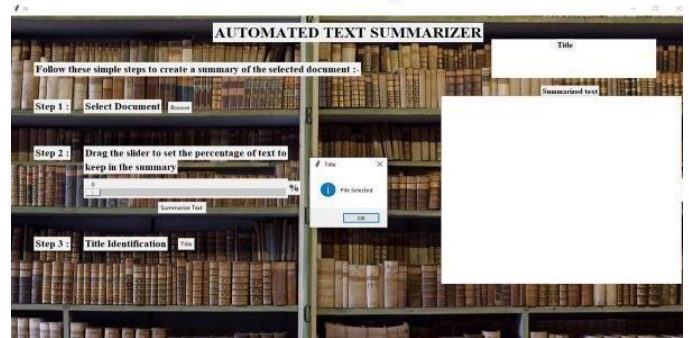 AUTOMATED TEXT SUMMARIZER
Title
Follow these simple steps to create a summary of the selected document :-
Summarized text
Step 1 : Select Document Browse
Step 2 : Drag the slider to set the percentage of text to
keep in the summary
0
%
Summarize Text
Title
File Selected
OK
Step 3 : Title Identification Title